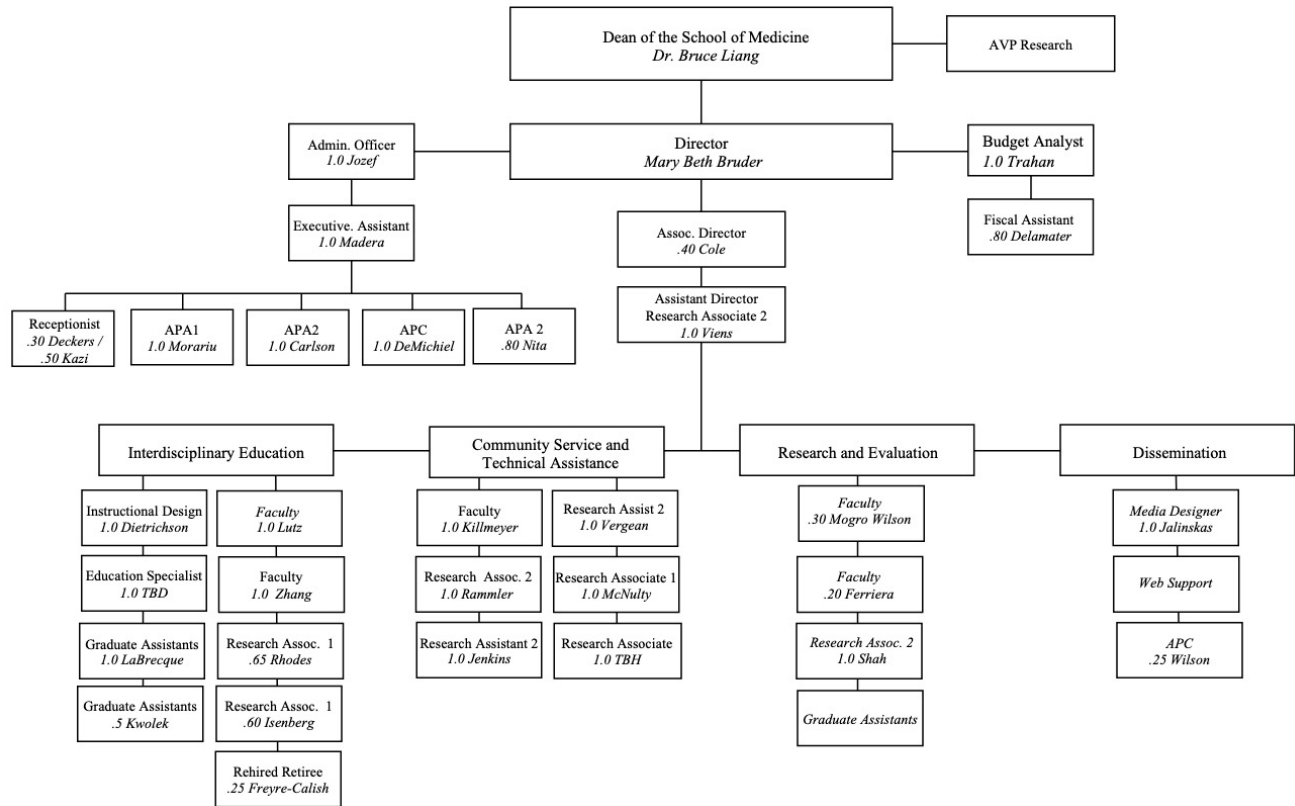 Dean of the School of Medicine
Dr. Bruce Liang
AVP Research
Admin. Officer
1.0 Jozef
Director
Mary Beth Bruder
Budget Analyst
1.0 Trahan
Executive. Assistant
1.0 Madera
Assoc. Director
.40 Cole
Fiscal Assistant
.80 Delamater
Assistant Director
Research Associate 2
1.0 Viens
Receptionist
.30 Deckers /
.50 Kazi
APA1
1.0 Morariu
APA2
1.0 Carlson
APC
1.0 DeMichiel
APA 2
.80 Nita
Interdisciplinary Education
Community Service and
Technical Assistance
Research and Evaluation
Dissemination
Instructional Design
1.0 Dietrichson
Education Specialist
1.0 TBD
Graduate Assistants
1.0 LaBrecque
Graduate Assistants
.5 Kwolek
Faculty
1.0 Lutz
Faculty
1.0 Zhang
Research Assoc. 1
.65 Rhodes
Research Assoc. 1
.60 Isenberg
Rehired Retiree
.25 Freyre-Calish
Faculty
1.0 Killmeyer
Research Assoc. 2
1.0 Rammler
Research Assistant 2
1.0 Jenkins
Research Assist 2
1.0 Vergean
Research Associate 1
1.0 McNulty
Research Associate
1.0 TBH
Faculty
.30 Mogro Wilson
Faculty
.20 Ferriera
Research Assoc. 2
1.0 Shah
Graduate Assistants
Media Designer
1.0 Jalinskas
Web Support
APC
.25 Wilson